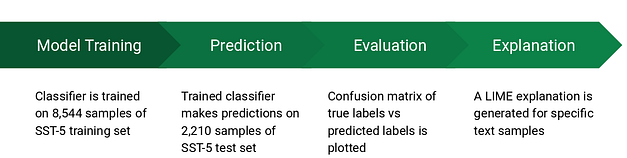 Model Training
Prediction
Evaluation
Explanation
Classifier is trained
on 8,544 samples of
SST-5 training set
Trained classifier
makes predictions on
2,210 samples of
SST-5 test set
Confusion matrix of
true labels vs
predicted labels is
plotted
A LIME explanation is
generated for specific
text samples